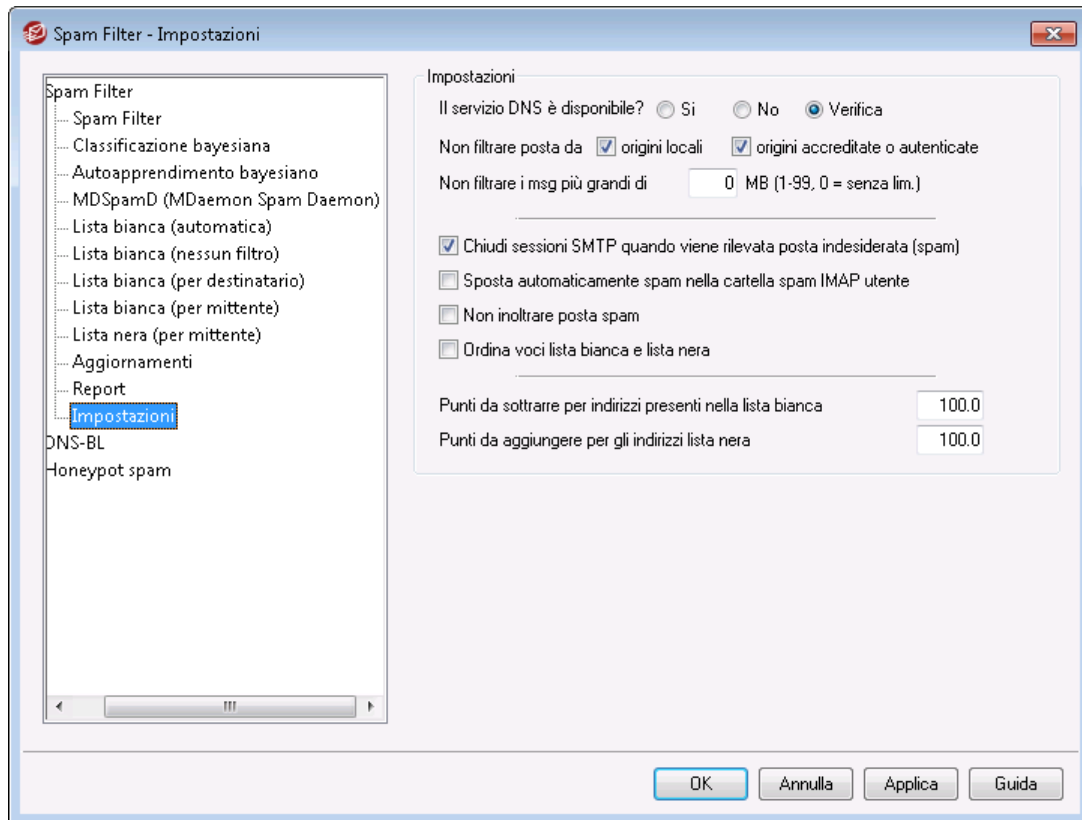 Spam Filter - Impostazioni
Spam Filter
Spam Filter
Classificazione bayesiana
Autoapprendimento bayesiano
MDSpamD (MDaemon Spam Daemon)
Lista bianca (automatica)
Lista bianca (nessun filtro)
Lista bianca (per destinatario)
Lista bianca (per mittente)
Lista nera (per mittente)
Aggiornamenti
Report
Impostazioni
DNS-BL
Honeypot spam
Impostazioni
Il servizio DNS è disponibile? Si No Verifica
Non filtrare posta da origini locali origini accreditate o autenticate
Non filtrare i msg più grandi di 0 MB (1-99, 0 = senza lim.)
Chiudi sessioni SMTP quando viene rilevata posta indesiderata (spam)
Sposta automaticamente spam nella cartella spam IMAP utente
Non inoltrare posta spam
Ordina voci lista bianca e lista nera
Punti da sottrarre per indirizzi presenti nella lista bianca 100.0
Punti da aggiungere per gli indirizzi lista nera 100.0
OK Annulla Applica Guida